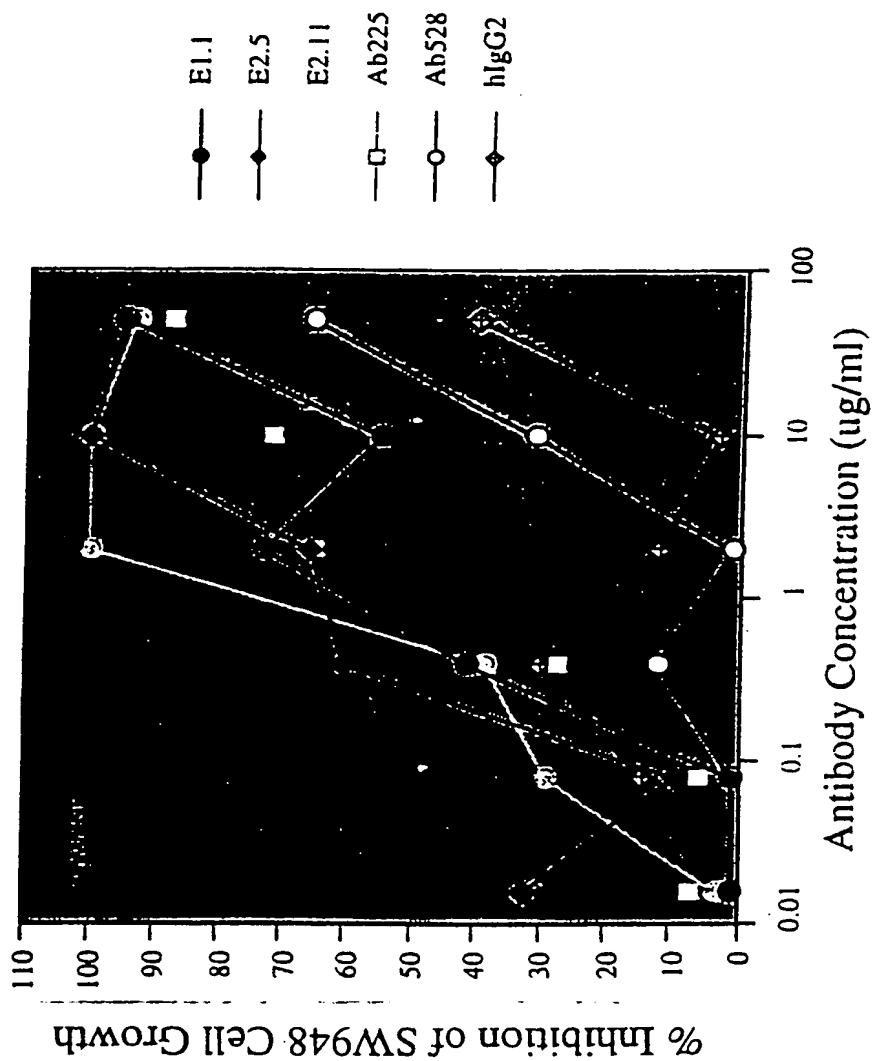 % Inhibition of SW948 Cell Growth
110
100
90
80
70
60
50
40
30
20
10
0
0.01
0.1
1
10
100
Antibody Concentration (ug/ml)
E1.1
E2.5
E2.11
Ab225
Ab528
hIgG2